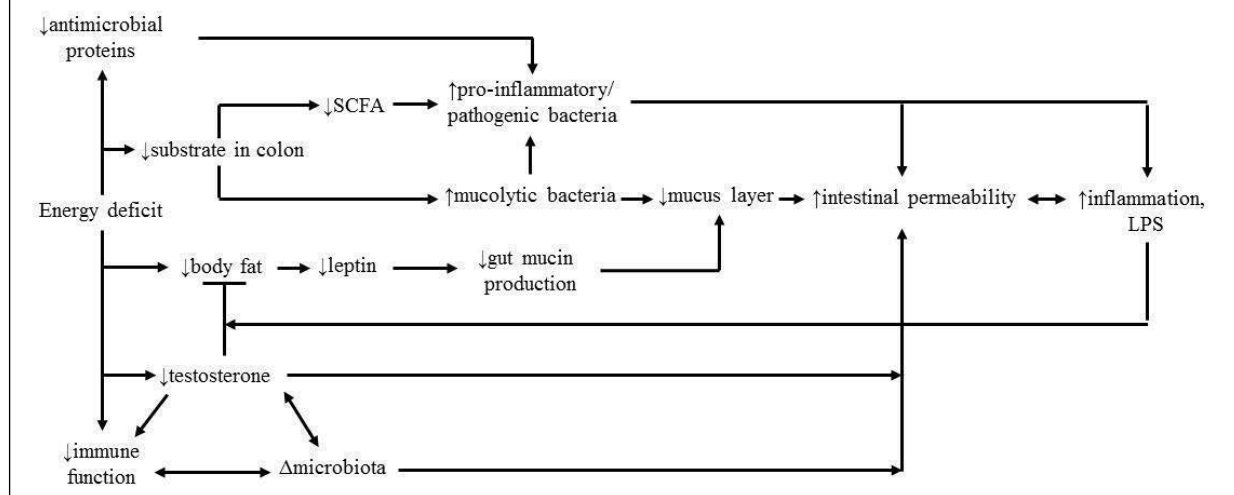 ↓antimicrobial
proteins
↑pro-inflammatory/
pathogenic bacteria
↓SCFA
↓substrate in colon
↑mucolytic bacteria
↓mucus layer
↑intestinal permeability
↑inflammation,
LPS
Energy deficit
↓body fat
↓leptin
↓gut mucin
production
↓testosterone
↓immune
function
Δmicrobiota